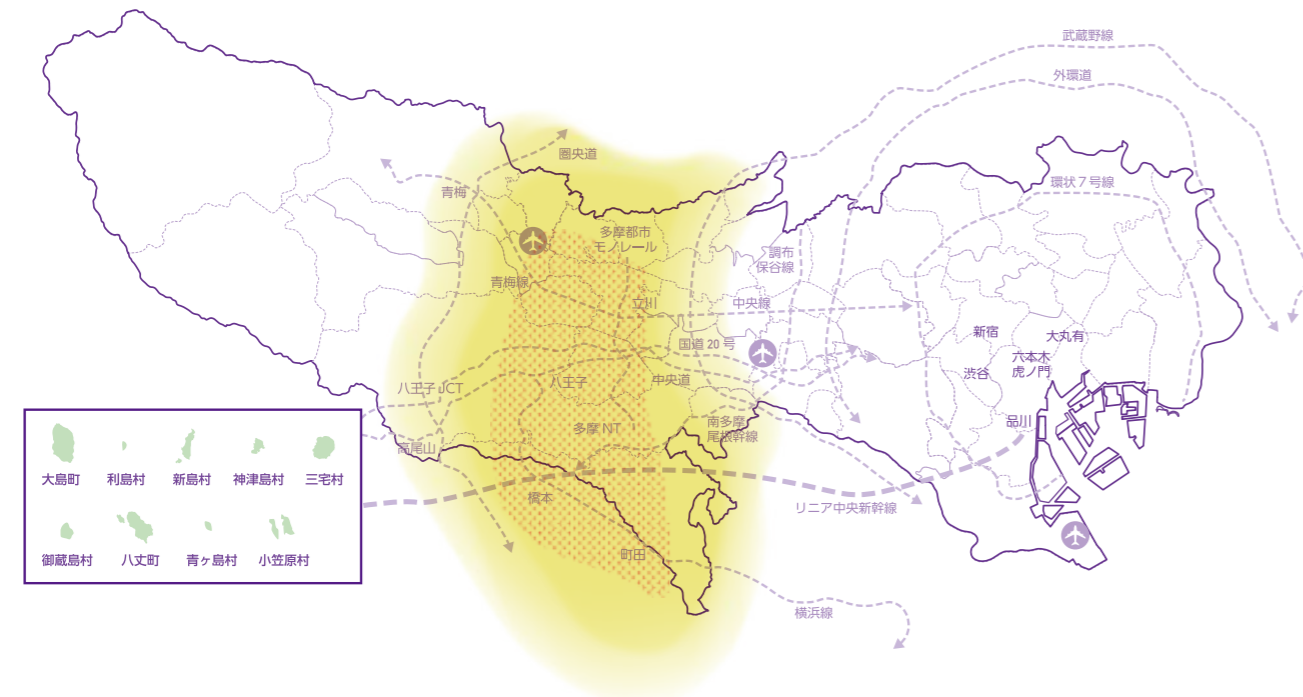 武蔵野線
外環道
圏央道
環状７号線
青梅
多摩都市
モノレール
調布
保谷線
青梅線
立川
中央線
新宿
大丸有
国道 20 号
六本木
虎ノ門
渋谷
八王子 JCT
八王子
中央道
品川
多摩 NT
南多摩
尾根幹線
高尾山
橋本
リニア中央新幹線
町田
横浜線
大島町
利島村
新島村
神津島村
三宅村
御蔵島村
八丈町
青ヶ島村
小笠原村